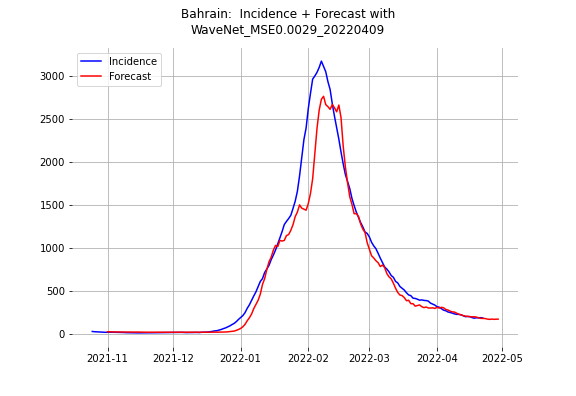 Bahrain:  Incidence + Forecast with
WaveNet_MSE0.0029_20220409
Incidence
Forecast
3000
2500
2000
1500
1000
500
0
2021-11 2021-12 2022-01 2022-02 2022-03 2022-04 2022-05